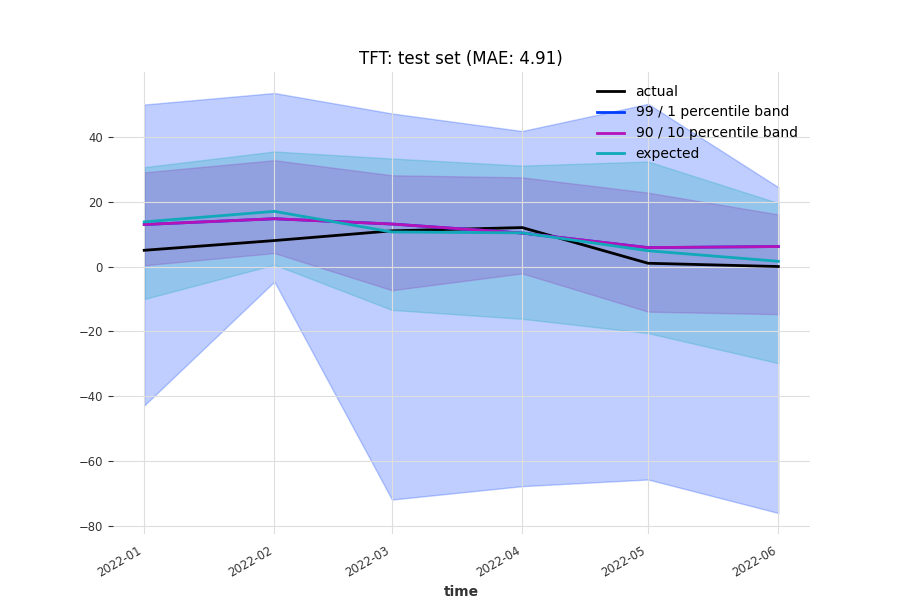 TFT: test set (MAE: 4.91)
actual
99 / 1 percentile band
90 / 10 percentile band
expected
40
20
0
−20
−40
−60
−80
2022-01
2022-02
2022-03
2022-04
2022-05
2022-06
time